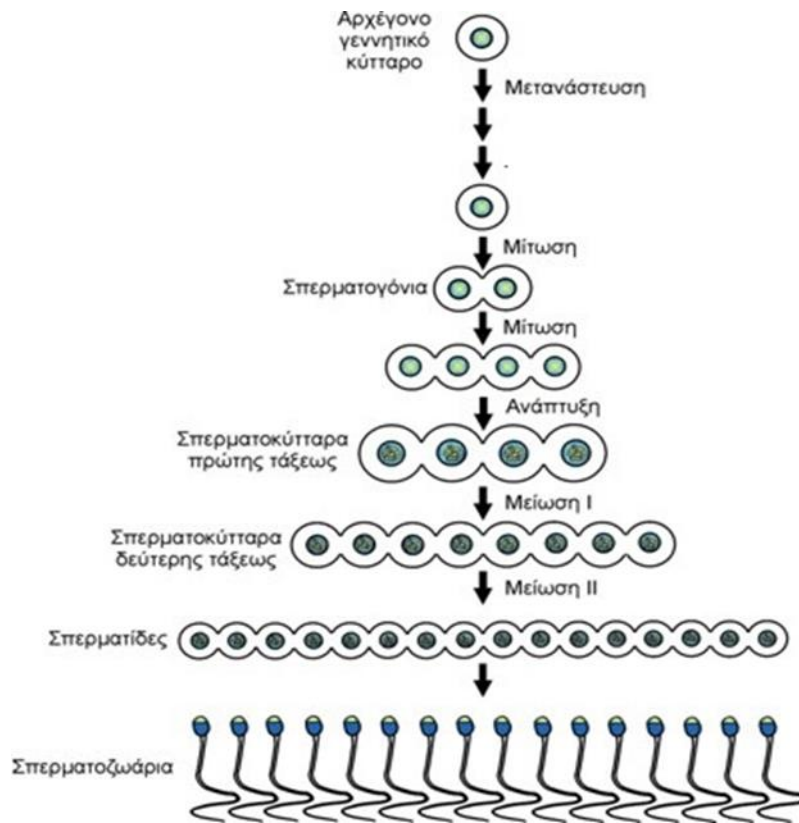 Αρχέγονο
γεννητικό
κύτταρο
Μετανάστευση
Μίτωση
Σπερματογόνια
Μίτωση
Ανάπτυξη
Σπερματοκύτταρα
πρώτης τάξεως
Μείωση Ι
Σπερματοκύτταρα
δεύτερης τάξεως
Μείωση ΙΙ
Σπερματίδες
Σπερματοζωάρια